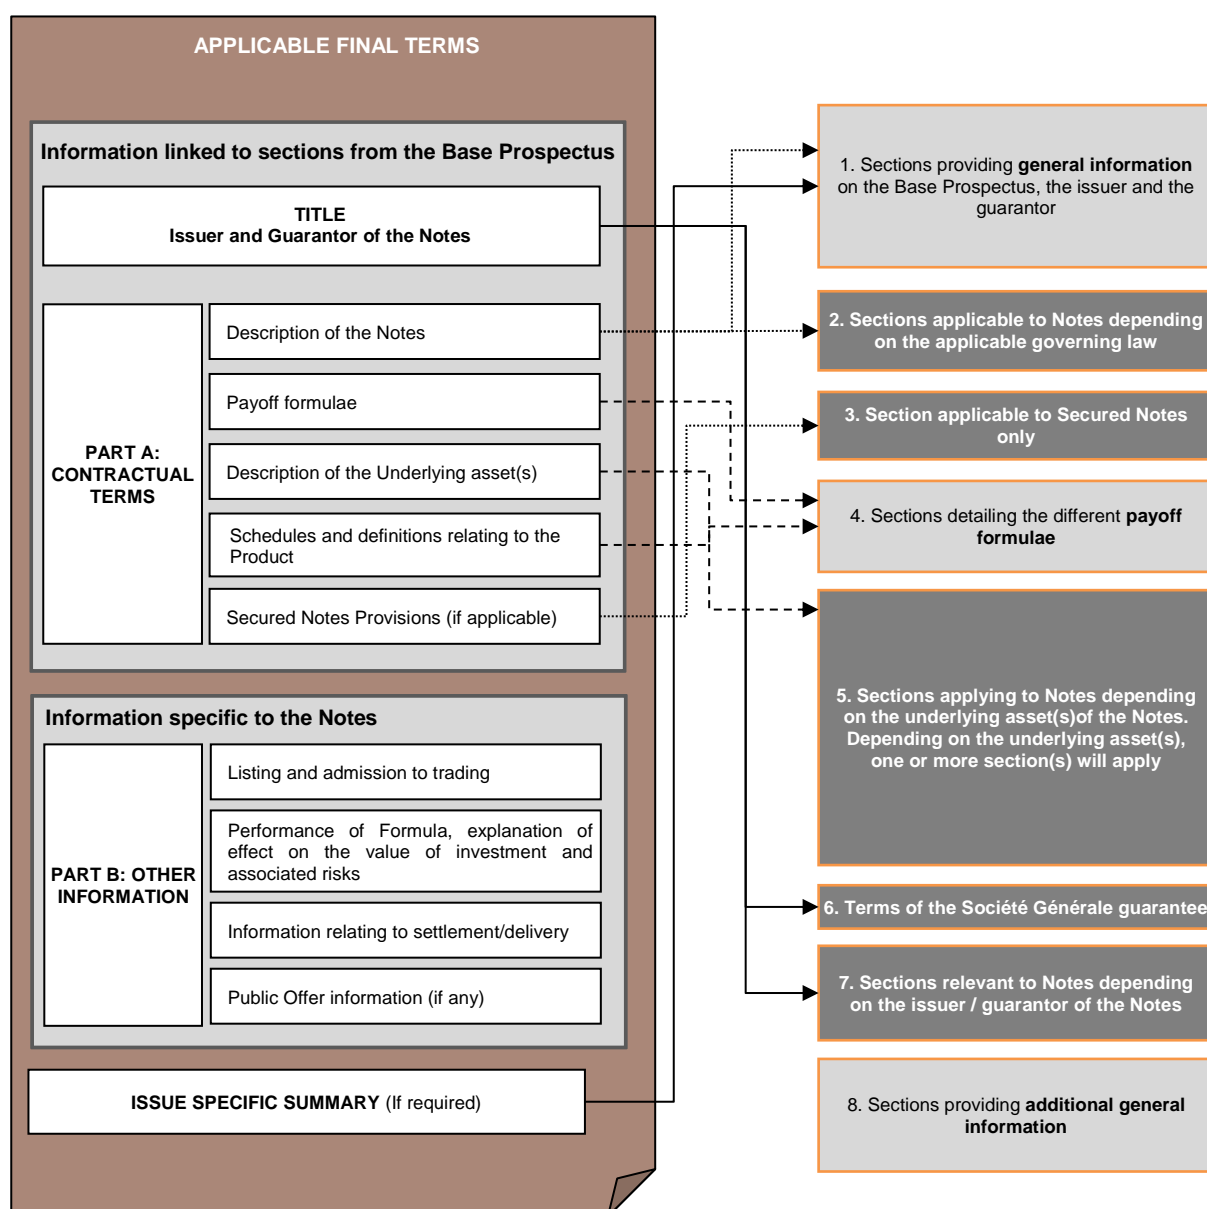 APPLICABLE FINAL TERMS
Information linked to sections from the Base Prospectus
TITLE
Issuer and Guarantor of the Notes
PART A:
CONTRACTUAL
TERMS
Description of the Notes
Payoff formulae
Description of the Underlying asset(s)
Schedules and definitions relating to the
Product
Secured Notes Provisions (if applicable)
Information specific to the Notes
PART B: OTHER
INFORMATION
Listing and admission to trading
Performance of Formula, explanation of
effect on the value of investment and
associated risks
Information relating to settlement/delivery
Public Offer information (if any)
ISSUE SPECIFIC SUMMARY (If required)
1. Sections providing general information
on the Base Prospectus, the issuer and the
guarantor
2. Sections applicable to Notes depending
on the applicable governing law
3. Section applicable to Secured Notes
only
4. Sections detailing the different payoff
formulae
5. Sections applying to Notes depending
on the underlying asset(s)of the Notes.
Depending on the underlying asset(s),
one or more section(s) will apply
6. Terms of the Société Générale guarantee
7. Sections relevant to Notes depending
on the issuer / guarantor of the Notes
8. Sections providing additional general
information